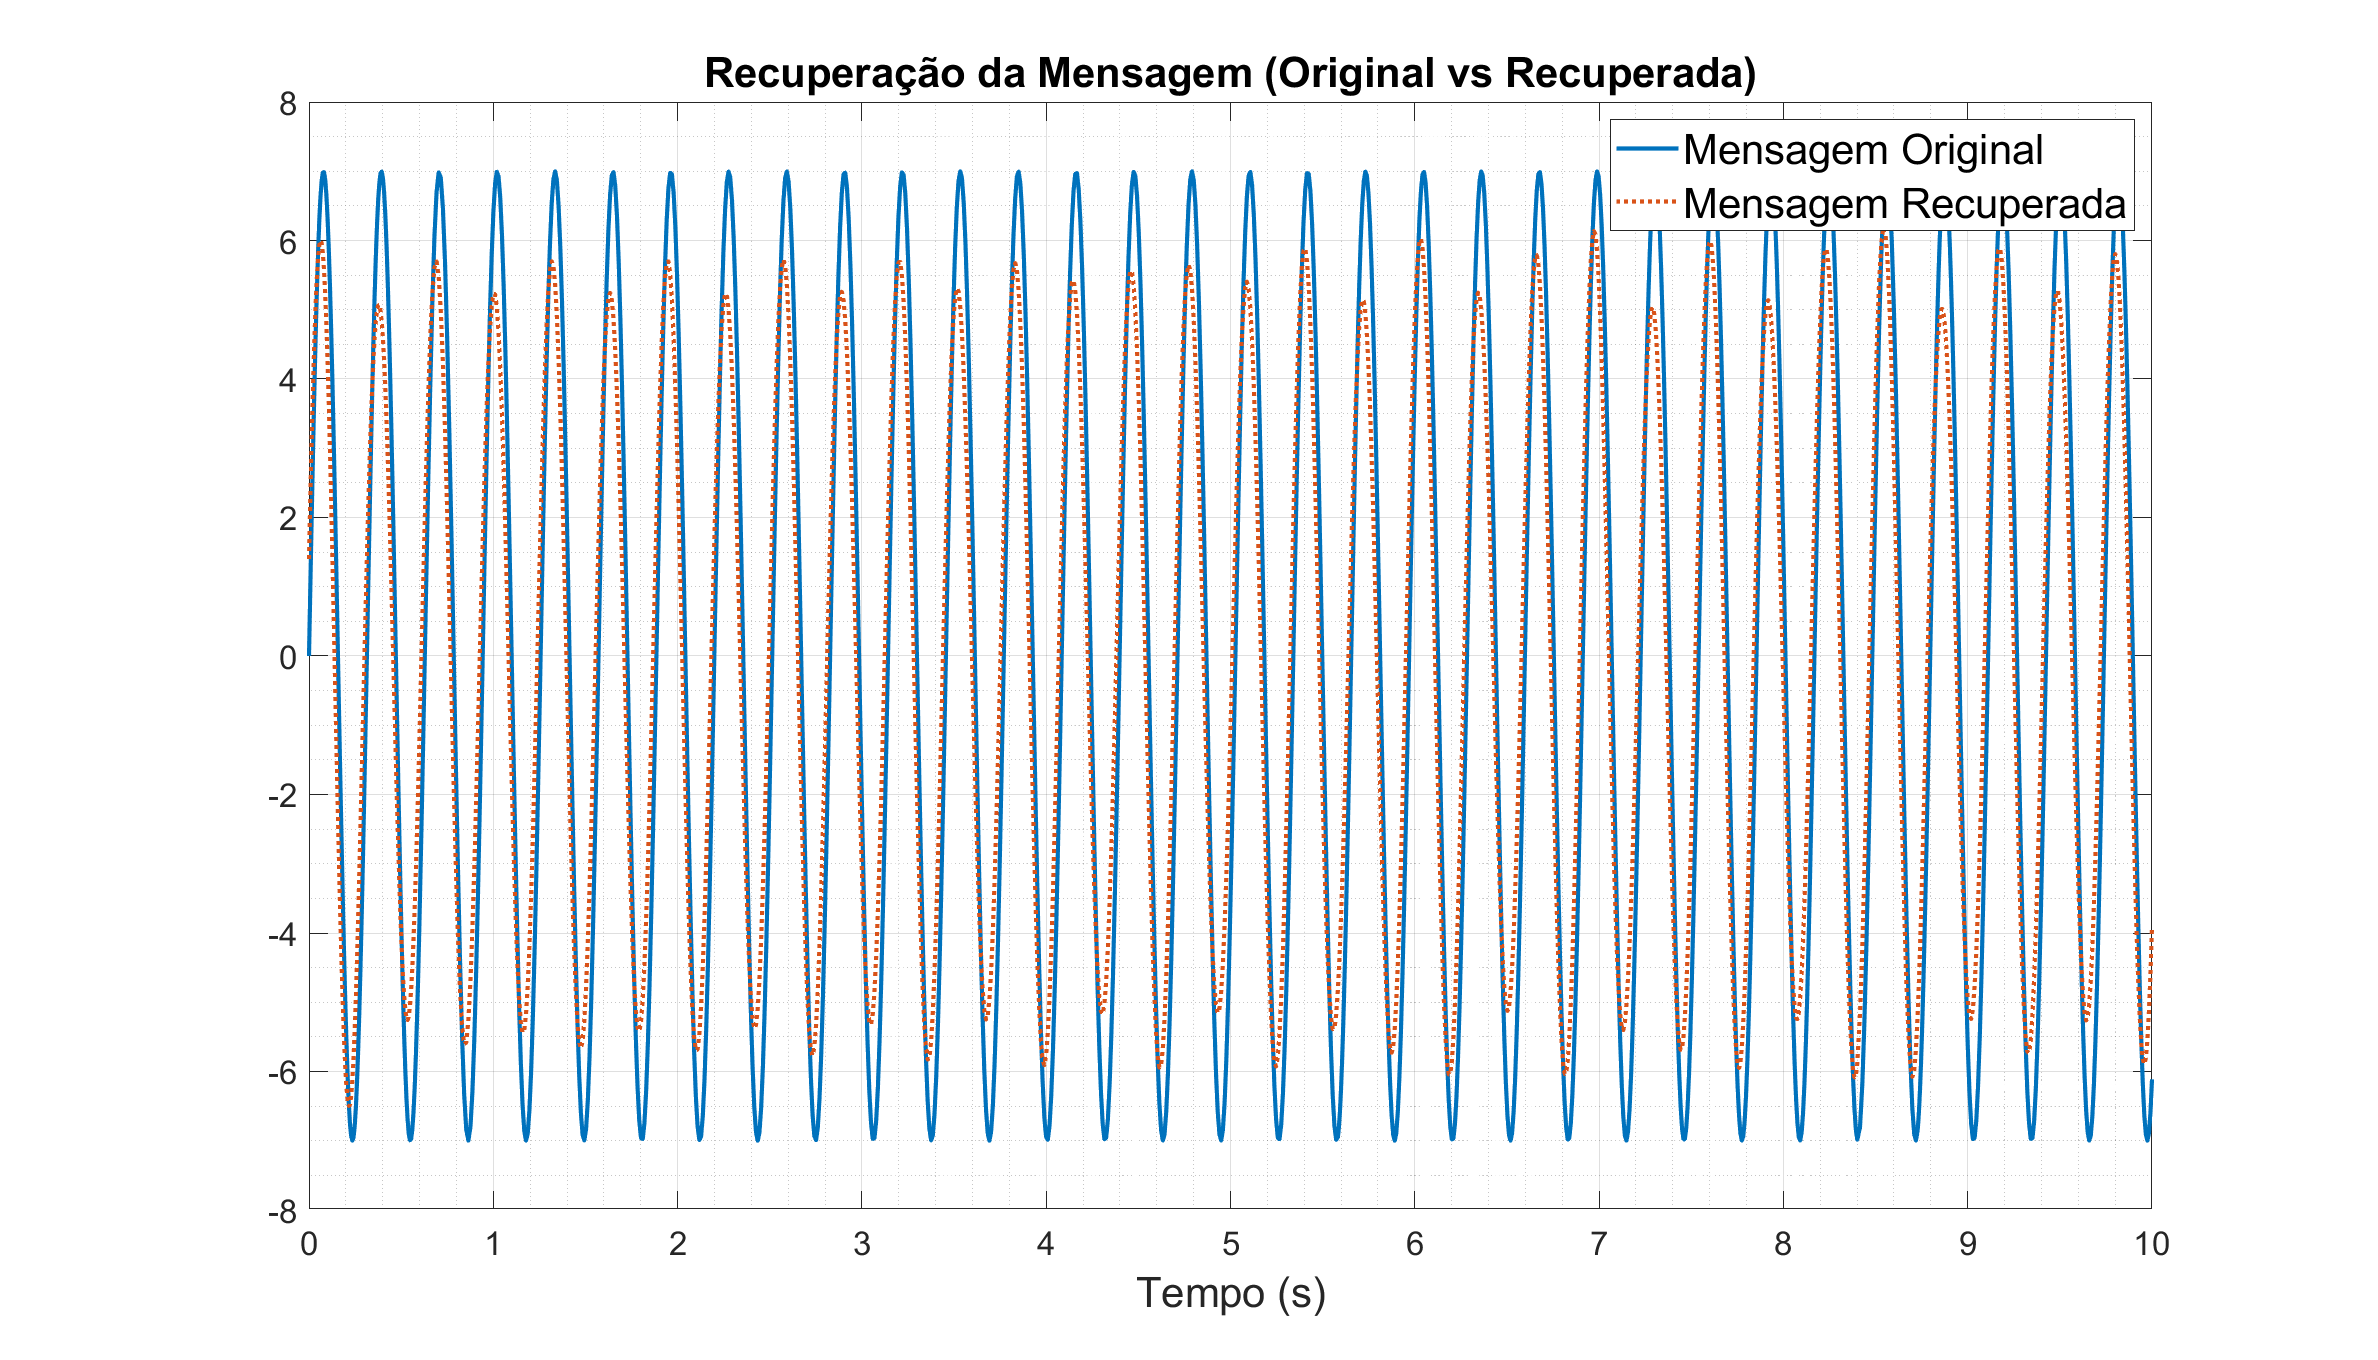 Recuperação da Mensagem (Original vs Recuperada)
8
6
4
2
0
-2
-4
-6
-8
Mensagem Original
Mensagem Recuperada
0 1 2 3 4 5 6 7 8 9 10
Tempo (s)